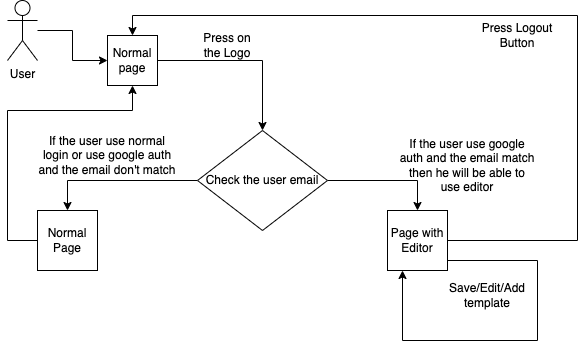 Press Logout
Button
Press on
the Logo
Normal
page
User
If the user use normal
login or use google auth
and the email don't match
If the user use google
auth and the email match
then he will be able to
use editor
Check the user email
Normal
Page
Page with
Editor
Save/Edit/Add
template